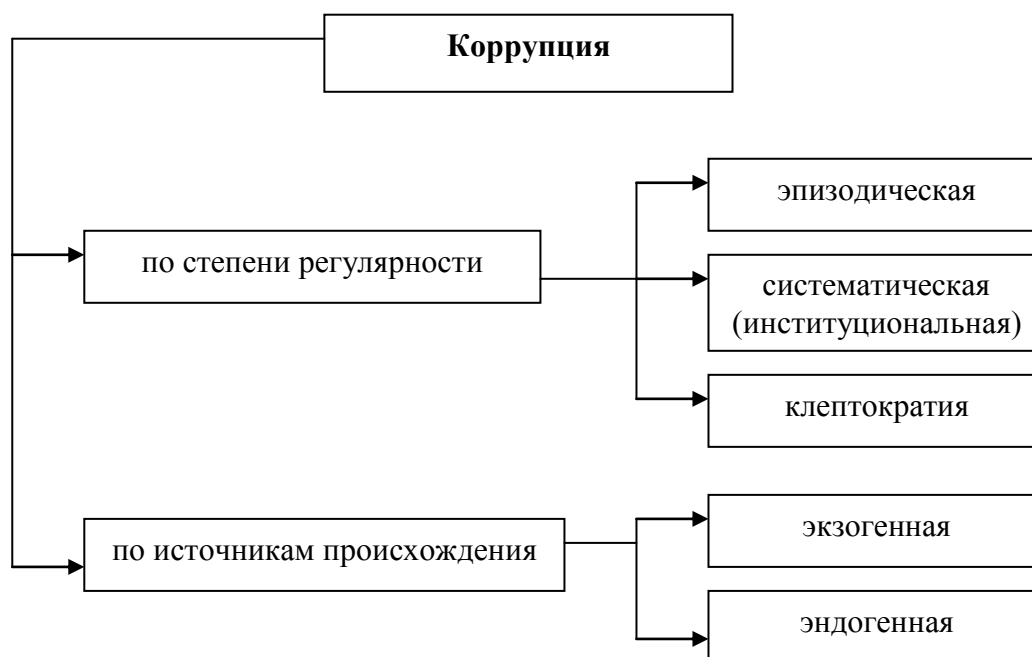 Коррупция
по степени регулярности
эпизодическая
систематическая
(институциональная)
клептократия
по источникам происхождения
экзогенная
эндогенная